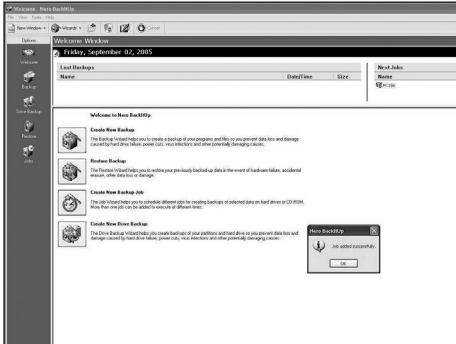 Welcome - Nero BackItUp
File View Tools Help
New Window Wizards Cancel
Options Welcome Window
Friday, September 02, 2005
Welcome
Backup
Drive Backup
Restore
Jobs
Last Backups
Name Date/Time Size
Next Jobs
Name
Welcome to Nero BackItUp
Create New Backup
The Backup Wizard helps you to create a backup of your programs and files so you prevent data loss and damage
caused by hard drive failure, power cuts, virus infections and other potentially damaging causes.
Restore Backup
The Restore Wizard helps you to restore your previously backed-up data in the event of hardware failure, accidental
erasure, other data loss or damage.
Create New Backup Job
The Job Wizard helps you to schedule different jobs for creating backups of selected data on hard drives or CD ROM.
More than one job can be added to execute at different times.
Create New Drive Backup
The Drive Backup Wizard helps you create backups of your partitions and hard drive so you prevent data loss and
damage caused by hard drive failure, power cuts, virus infections and other potentially damaging causes.
Nero BackItUp
Job added successfully.
OK